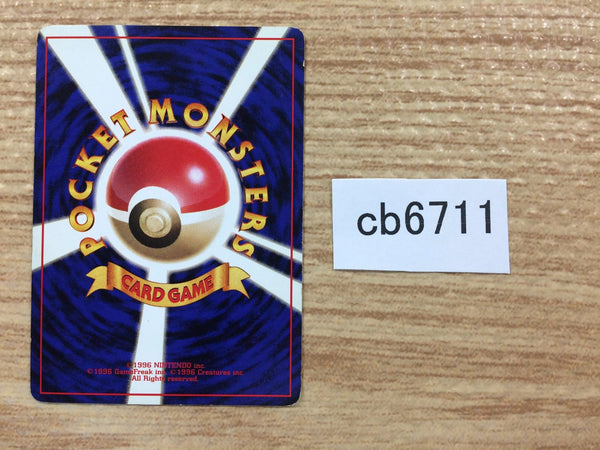 POCKET MONSTERS
CARD GAME
©1996 NINTENDO inc.
©1996 GameFreak inc. ©1996 Creatures inc.
All Rights reserved.
cb6711